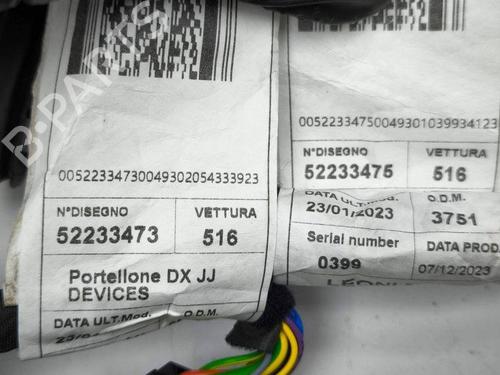 B-PARTS
00522334730049302054333923
N°DISEGNO VETTURA
52233473 516
Portellone DX JJ
DEVICES
DATA ULT.Mod. O.D.M.
00522334750049301039934123
N°DISEGNO VETTURA
52233475 516
DATA ULT.Mod. O.D.M.
23/01/2023 3751
Serial number DATA PROD.
0399 07/12/2023